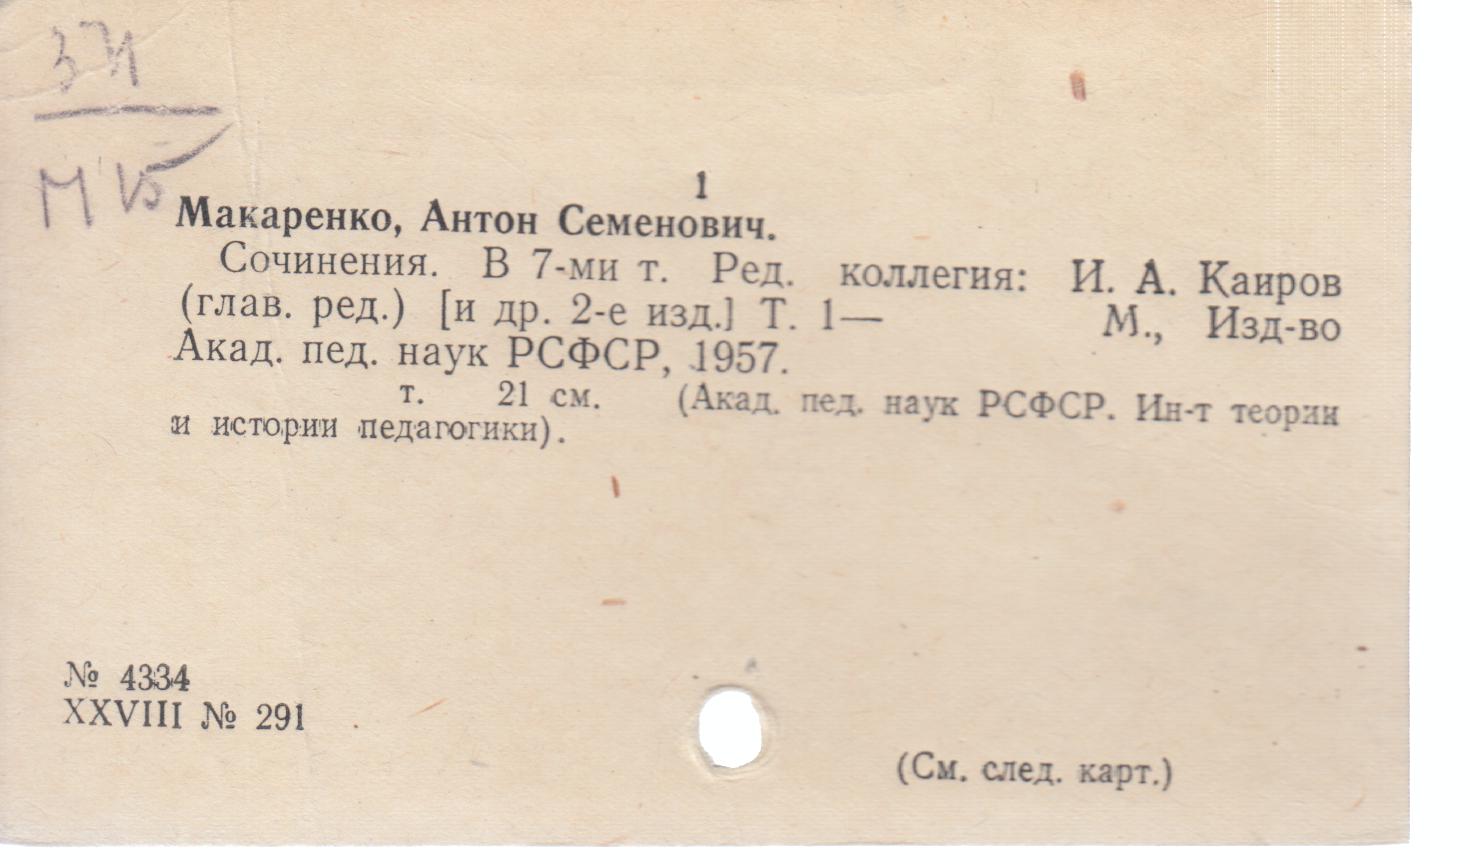 37
М 15
1
Макаренко, Антон Семенович.
Сочинения. В 7-ми т. Ред. коллегия: И. А. Каиров
(глав. ред.) [и др. 2-е изд.] Т. 1— М., Изд-во
Акад. пед. наук РСФСР, 1957.
т. 21 см. (Акад. пед. наук РСФСР. Ин-т теории
и истории педагогики).
№ 4334
XXVIII № 291
(См. след. карт.)